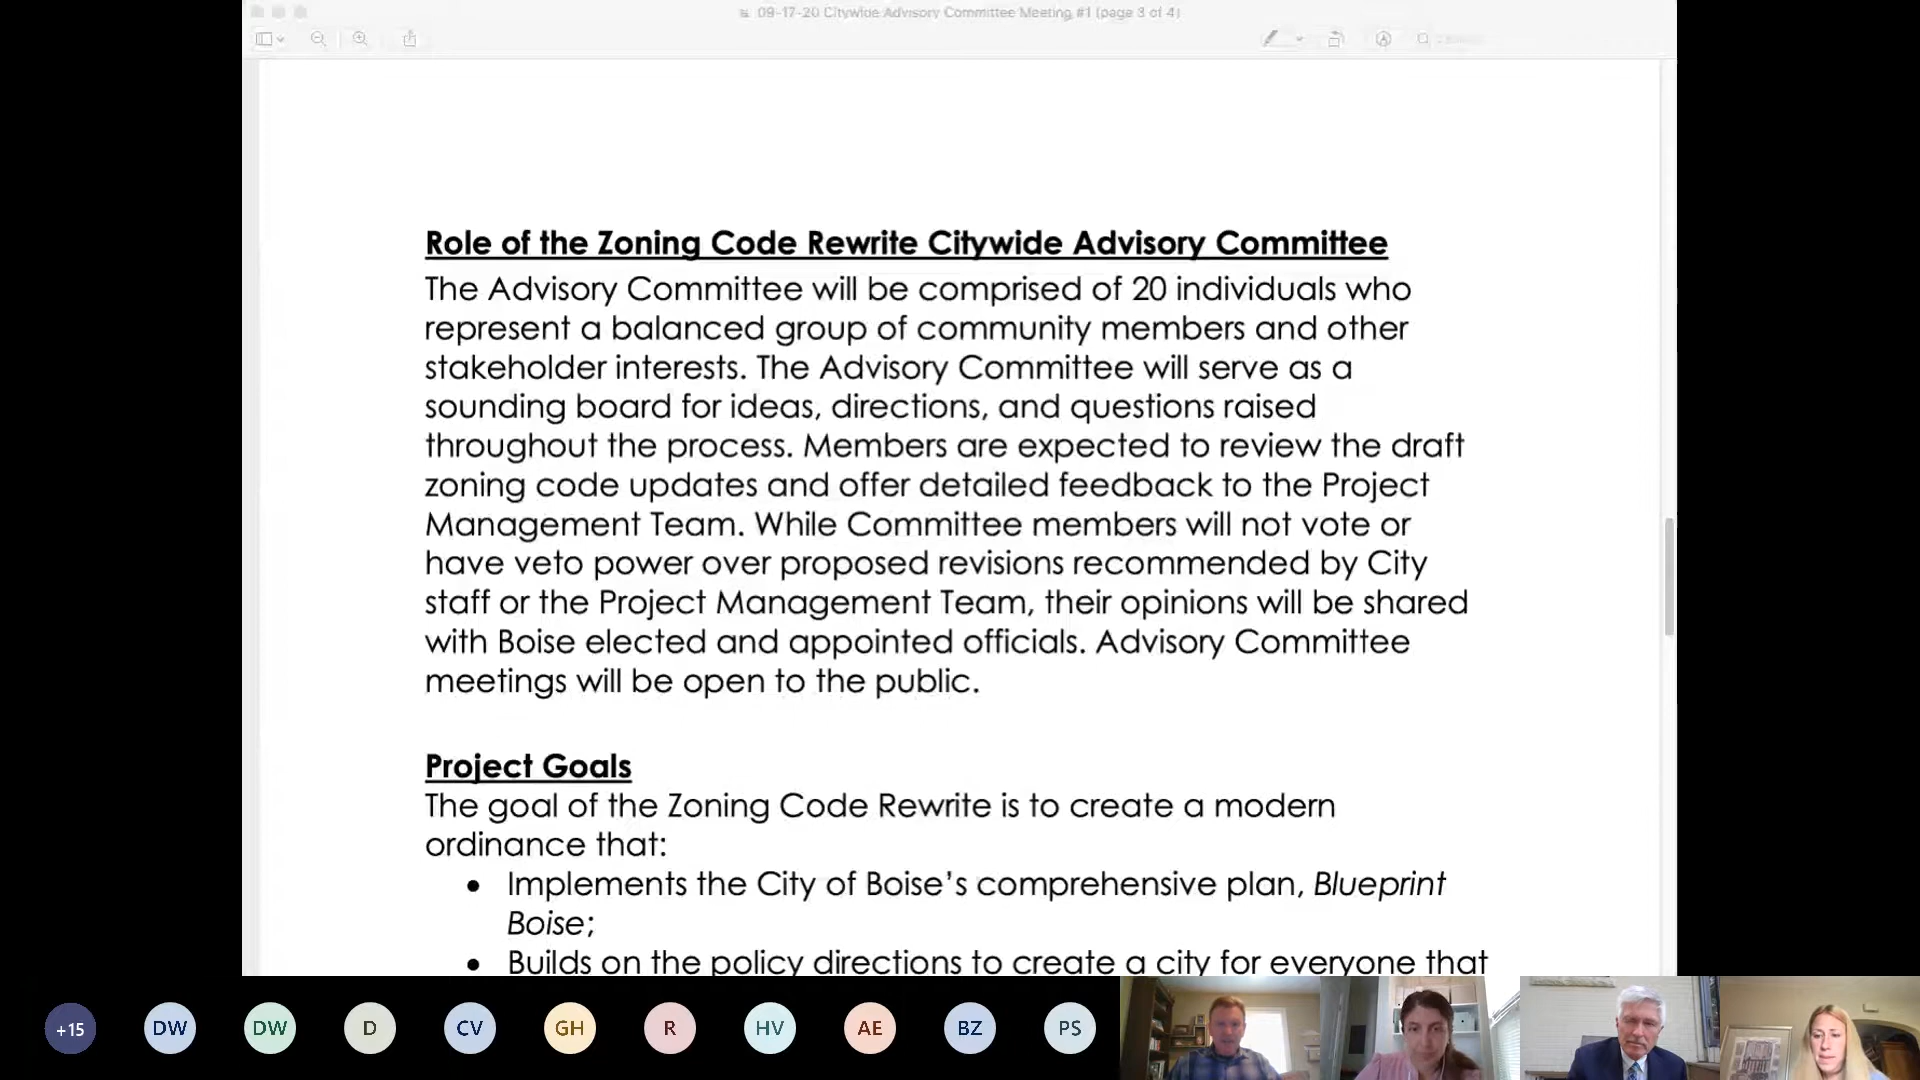 09-17-20 Citywide Advisory Committee Meeting #1 (page 3 of 4)
Role of the Zoning Code Rewrite Citywide Advisory Committee
The Advisory Committee will be comprised of 20 individuals who
represent a balanced group of community members and other
stakeholder interests. The Advisory Committee will serve as a
sounding board for ideas, directions, and questions raised
throughout the process. Members are expected to review the draft
zoning code updates and offer detailed feedback to the Project
Management Team. While Committee members will not vote or
have veto power over proposed revisions recommended by City
staff or the Project Management Team, their opinions will be shared
with Boise elected and appointed officials. Advisory Committee
meetings will be open to the public.
Project Goals
The goal of the Zoning Code Rewrite is to create a modern
ordinance that:
• Implements the City of Boise’s comprehensive plan, Blueprint
Boise;
• Builds on the policy directions to create a city for everyone that
+15 DW DW D CV GH R HV AE BZ PS